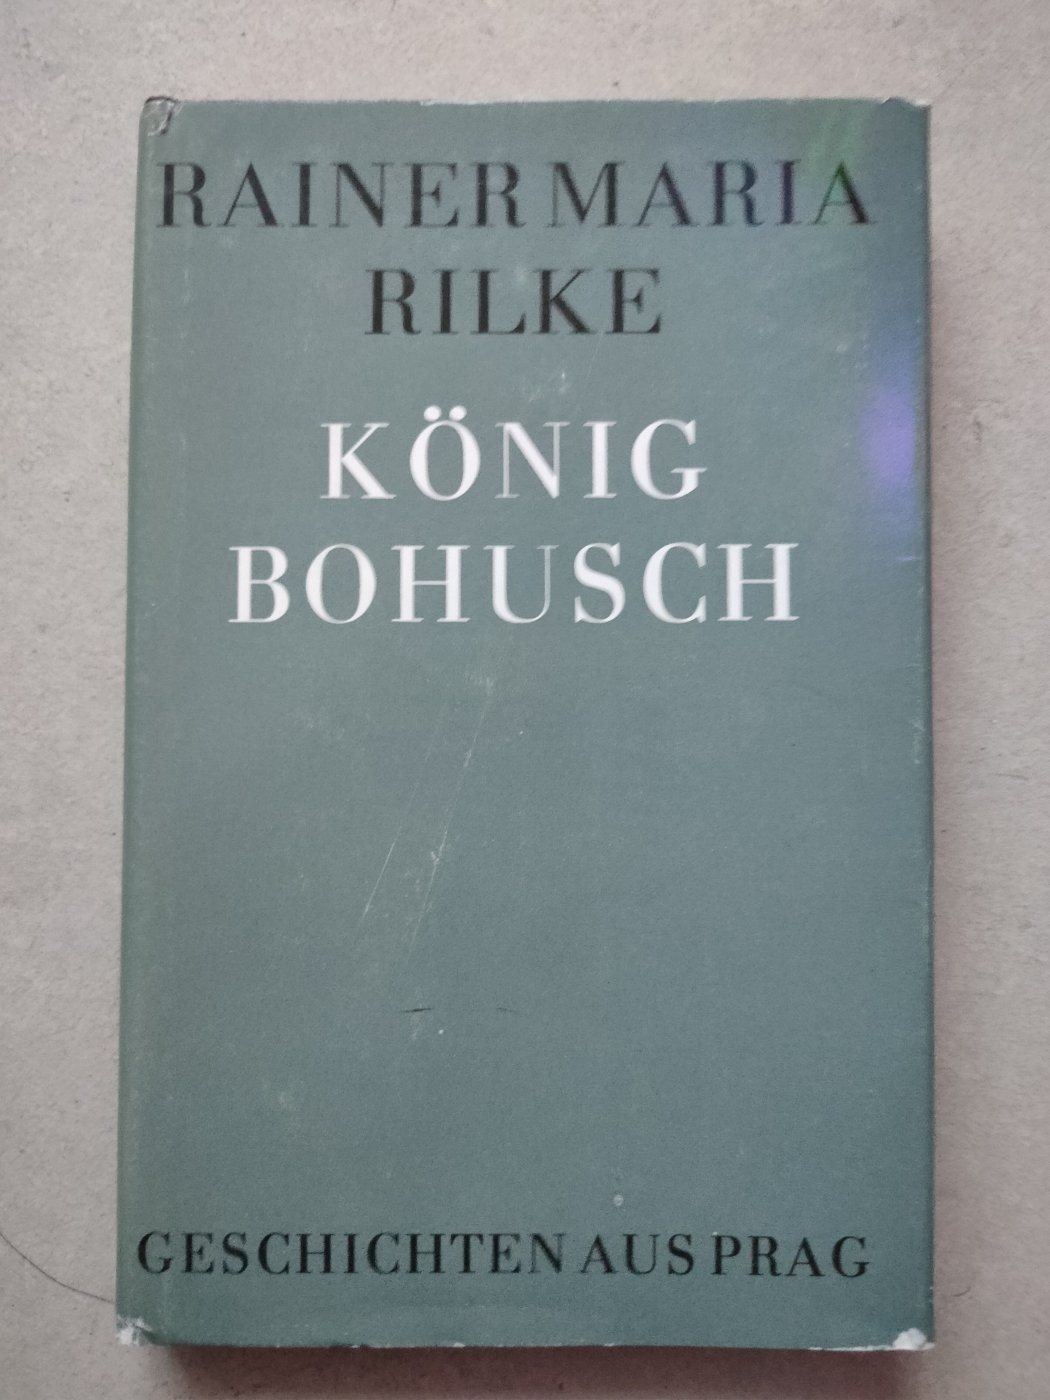 RAINER MARIA
RILKE
KÖNIG
BOHUSCH
GESCHICHTEN AUS PRAG